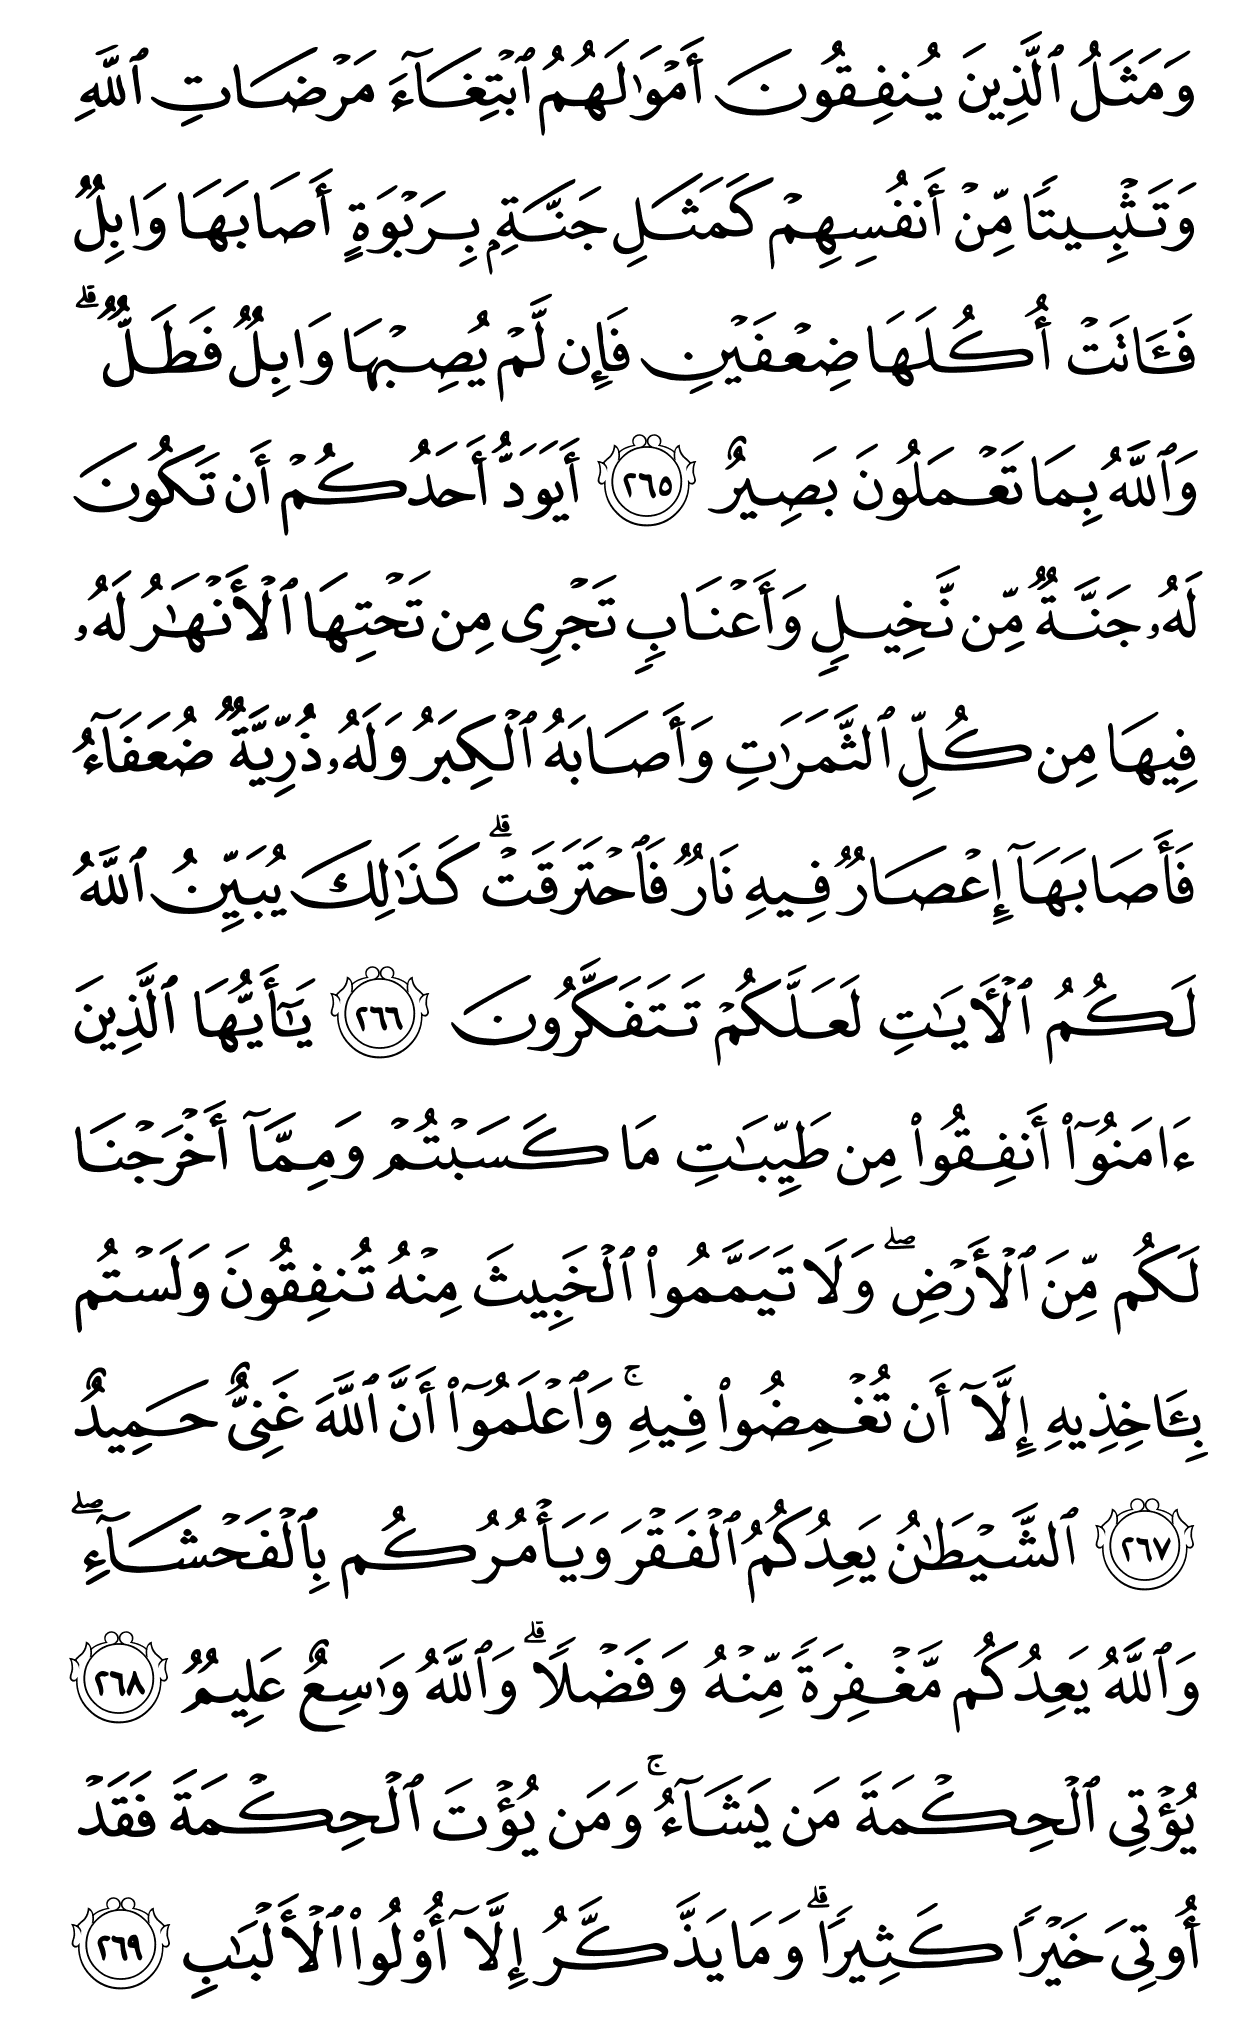 وَمَثَلُ ٱلَّذِينَ يُنفِقُونَ أَمْوَٰلَهُمُ ٱبْتِغَآءَ مَرْضَاتِ ٱللَّهِ
وَتَثْبِيتًا مِّنْ أَنفُسِهِمْ كَمَثَلِ جَنَّةٍۭ بِرَبْوَةٍ أَصَابَهَا وَابِلٌ
فَـَٔاتَتْ أُكُلَهَا ضِعْفَيْنِ فَإِن لَّمْ يُصِبْهَا وَابِلٌ فَطَلٌّ ۗ
وَٱللَّهُ بِمَا تَعْمَلُونَ بَصِيرٌ ٢٦٥ أَيَوَدُّ أَحَدُكُمْ أَن تَكُونَ
لَهُۥ جَنَّةٌ مِّن نَّخِيلٍ وَأَعْنَابٍ تَجْرِى مِن تَحْتِهَا ٱلْأَنْهَـٰرُ لَهُۥ
فِيهَا مِن كُلِّ ٱلثَّمَرَٰتِ وَأَصَابَهُ ٱلْكِبَرُ وَلَهُۥ ذُرِّيَّةٌ ضُعَفَآءُ
فَأَصَابَهَآ إِعْصَارٌ فِيهِ نَارٌ فَٱحْتَرَقَتْ ۗ كَذَٰلِكَ يُبَيِّنُ ٱللَّهُ
لَكُمُ ٱلْـَٔايَـٰتِ لَعَلَّكُمْ تَتَفَكَّرُونَ ٢٦٦ يَـٰٓأَيُّهَا ٱلَّذِينَ
ءَامَنُوٓا۟ أَنفِقُوا۟ مِن طَيِّبَـٰتِ مَا كَسَبْتُمْ وَمِمَّآ أَخْرَجْنَا
لَكُم مِّنَ ٱلْأَرْضِ ۖ وَلَا تَيَمَّمُوا۟ ٱلْخَبِيثَ مِنْهُ تُنفِقُونَ وَلَسْتُم
بِـَٔاخِذِيهِ إِلَّآ أَن تُغْمِضُوا۟ فِيهِ ۚ وَٱعْلَمُوٓا۟ أَنَّ ٱللَّهَ غَنِىٌّ حَمِيدٌ
٢٦٧ ٱلشَّيْطَـٰنُ يَعِدُكُمُ ٱلْفَقْرَ وَيَأْمُرُكُم بِٱلْفَحْشَآءِ ۖ
وَٱللَّهُ يَعِدُكُم مَّغْفِرَةً مِّنْهُ وَفَضْلًا ۗ وَٱللَّهُ وَٰسِعٌ عَلِيمٌ ٢٦٨
يُؤْتِى ٱلْحِكْمَةَ مَن يَشَآءُ ۚ وَمَن يُؤْتَ ٱلْحِكْمَةَ فَقَدْ
أُوتِىَ خَيْرًا كَثِيرًا ۗ وَمَا يَذَّكَّرُ إِلَّآ أُو۟لُوا۟ ٱلْأَلْبَـٰبِ ٢٦٩